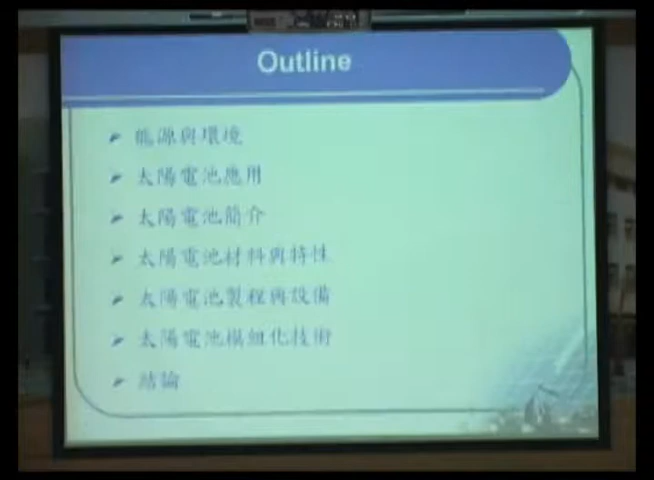 Outline
能源與環境
太陽電池應用
太陽電池簡介
太陽電池材料與特性
太陽電池製程與設備
太陽電池模組化技術
結論